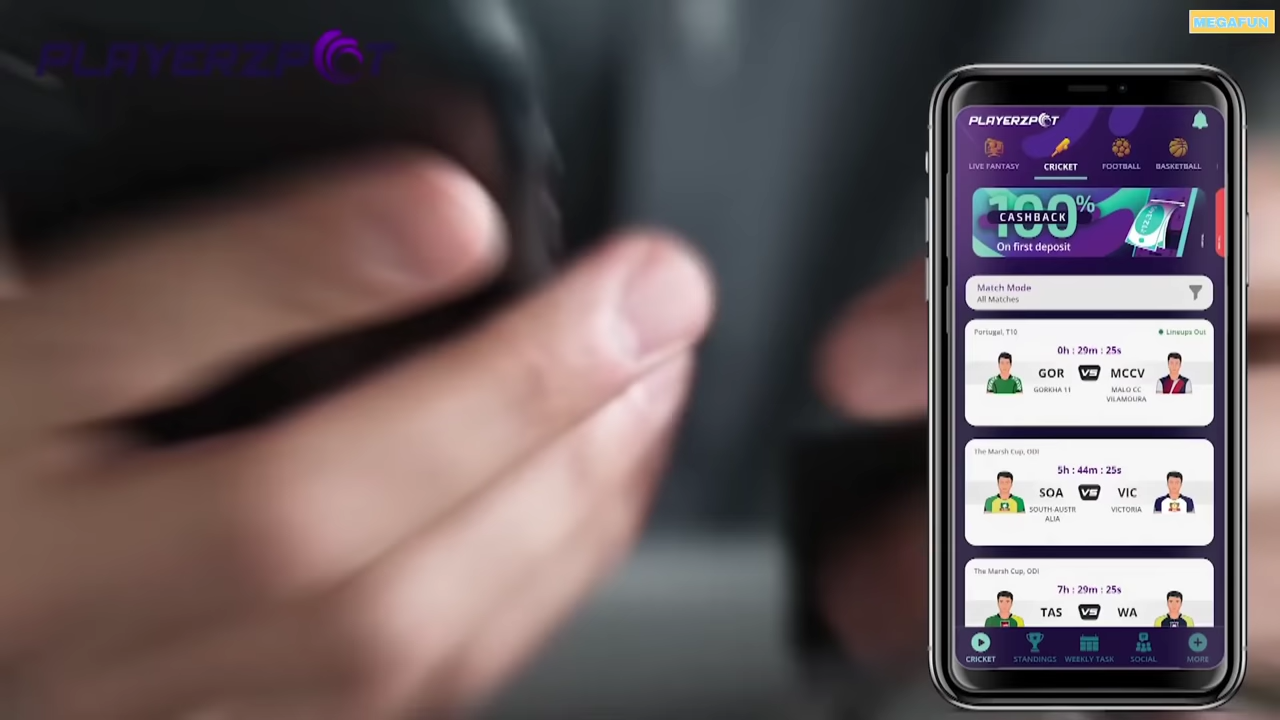 PLAYERZPOT
MEGAFUN
PLAYERZPOT
LIVE FANTASY
CRICKET
FOOTBALL
BASKETBALL
100%
CASHBACK
On first deposit
Match Mode
All Matches
Portugal, T10
Lineups Out
0h : 29m : 25s
GOR VS MCCV
GORKHA 11
MALO CC
VILAMOURA
The Marsh Cup, ODI
5h : 44m : 25s
SOA VS VIC
SOUTH AUSTR
ALIA
VICTORIA
The Marsh Cup, ODI
7h : 29m : 25s
TAS VS WA
CRICKET
STANDINGS
WEEKLY TASK
SOCIAL
MORE